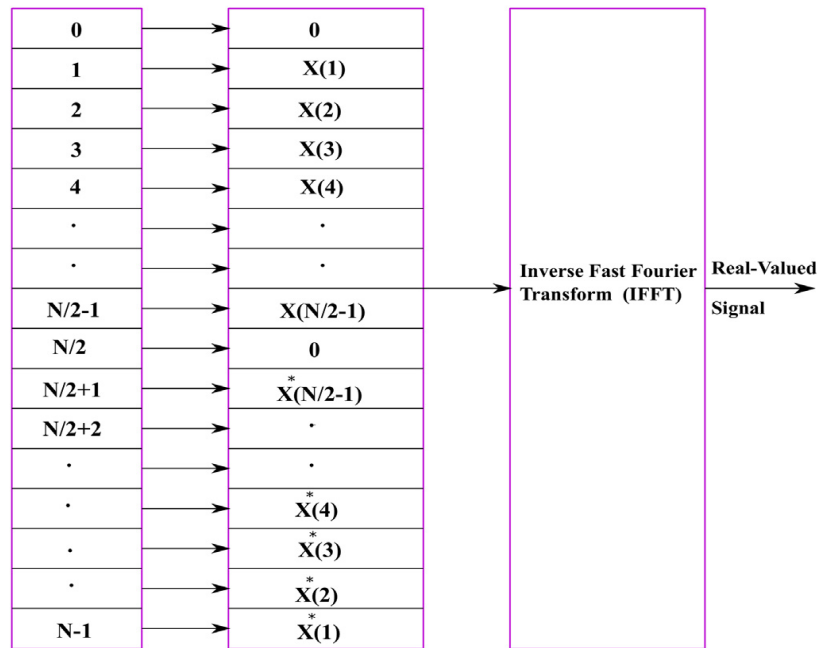 0 0
1 X(1)
2 X(2)
3 X(3)
4 X(4)
. .
. .
Inverse Fast Fourier
Transform (IFFT)
Real-Valued
Signal
N/2-1 X(N/2-1)
N/2 0
N/2+1 X*(N/2-1)
N/2+2 .
. .
. X*(4)
. X*(3)
. X*(2)
N-1 X*(1)